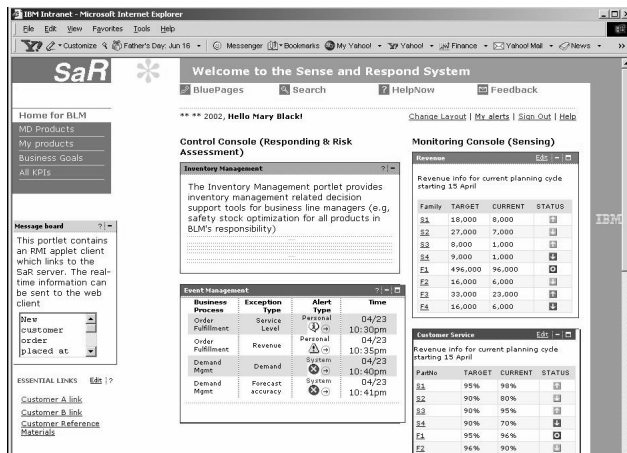 IBM Intranet - Microsoft Internet Explorer
File Edit View Favorites Tools Help
Customize Father's Day: Jun 16 Messenger Bookmarks My Yahoo! Yahoo! Finance Yahoo! Mail News »
SaR
Welcome to the Sense and Respond System
BluePages Search HelpNow Feedback
Home for BLM
MD Products
My products
Business Goals
All KPIs
** ** 2002, Hello Mary Black!
Change Layout | My alerts | Sign Out | Help
Control Console (Responding & Risk
Assessment)
Inventory Management ?
The Inventory Management portlet provides
inventory management related decision
support tools for business line managers (e.g,
safety stock optimization for all products in
BLM's responsibility)
Message board ?
This portlet contains
an RMI applet client
which links to the
SaR server. The real-
time information can
be sent to the web
client
New
customer
order
placed at
ESSENTIAL LINKS Edit | ?
Customer A link
Customer B link
Customer Reference
Materials
Event Management ?
Business Process Exception Type Alert Type Time
Order Fulfillment Service Level Personal 04/23 10:30pm
Order Fulfillment Revenue Personal 04/23 10:35pm
Demand Mgmt Demand System 04/23 10:40pm
Demand Mgmt Forecast accuracy System 04/23 10:41pm
Monitoring Console (Sensing)
Revenue Edit
Revenue info for current planning cycle
starting 15 April
Family TARGET CURRENT STATUS
S1 18,000 8,000
S2 27,000 7,000
S3 8,000 1,000
S4 9,000 1,000
F1 496,000 96,000
F2 16,000 6,000
F3 33,000 23,000
F4 16,000 6,000
Customer Service Edit
Revenue info for current planning cycle
starting 15 April
PartNo TARGET CURRENT STATUS
S1 95% 98%
S2 90% 80%
S3 90% 95%
S4 90% 70%
F1 95% 96%
F2 96% 90%
IBM